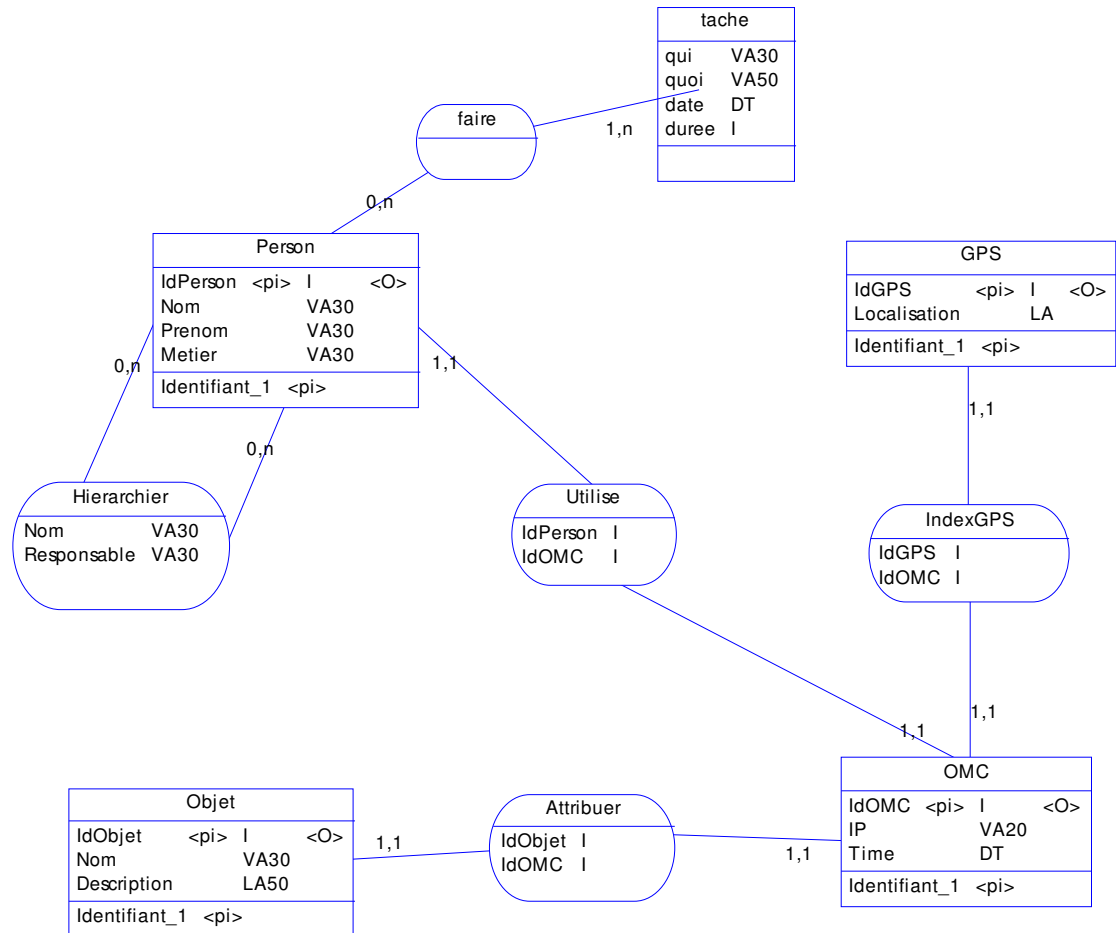 tache
qui VA30
quoi VA50
date DT
duree I
faire
1,n
0,n
Person
IdPerson <pi> I <O>
Nom VA30
Prenom VA30
Metier VA30
Identifiant_1 <pi>
GPS
IdGPS <pi> I <O>
Localisation LA
Identifiant_1 <pi>
0,n
1,1
1,1
0,n
Hierarchier
Nom VA30
Responsable VA30
Utilise
IdPerson I
IdOMC I
IndexGPS
IdGPS I
IdOMC I
1,1
1,1
Objet
IdObjet <pi> I <O>
Nom VA30
Description LA50
Identifiant_1 <pi>
1,1
Attribuer
IdObjet I
IdOMC I
1,1
OMC
IdOMC <pi> I <O>
IP VA20
Time DT
Identifiant_1 <pi>